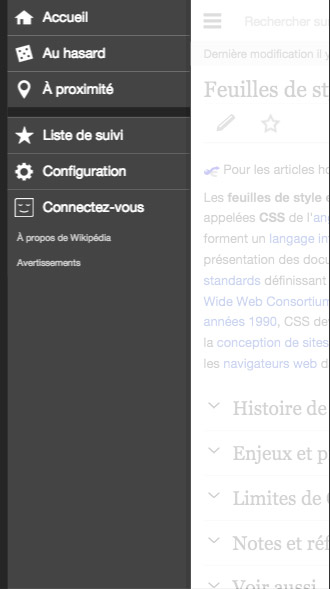 Accueil
Au hasard
À proximité
Liste de suivi
Configuration
Connectez-vous
À propos de Wikipédia
Avertissements
Rechercher su
Dernière modification il y
Feuilles de st
Pour les articles ho
Les feuilles de style e
appelées CSS de l'an
forment un langage in
présentation des docu
standards définissant
Wide Web Consortium
années 1990, CSS de
la conception de sites
les navigateurs web d
Histoire de
Enjeux et p
Limites de
Notes et réf
Voir aussi